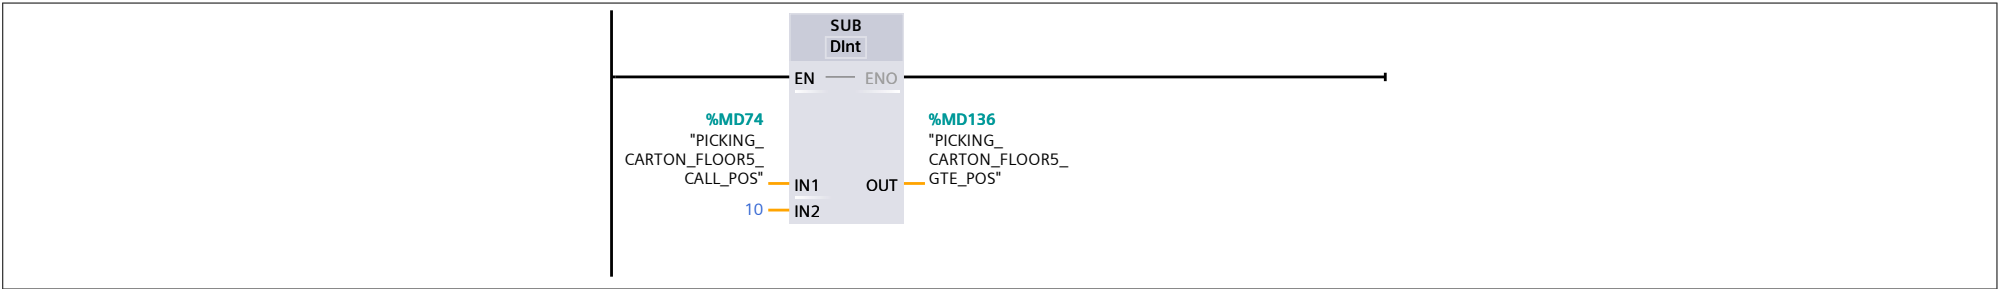 SUB
DInt
EN
ENO
%MD74
"PICKING_
CARTON_FLOOR5_
CALL_POS"
IN1
10
IN2
%MD136
"PICKING_
CARTON_FLOOR5_
GTE_POS"
OUT